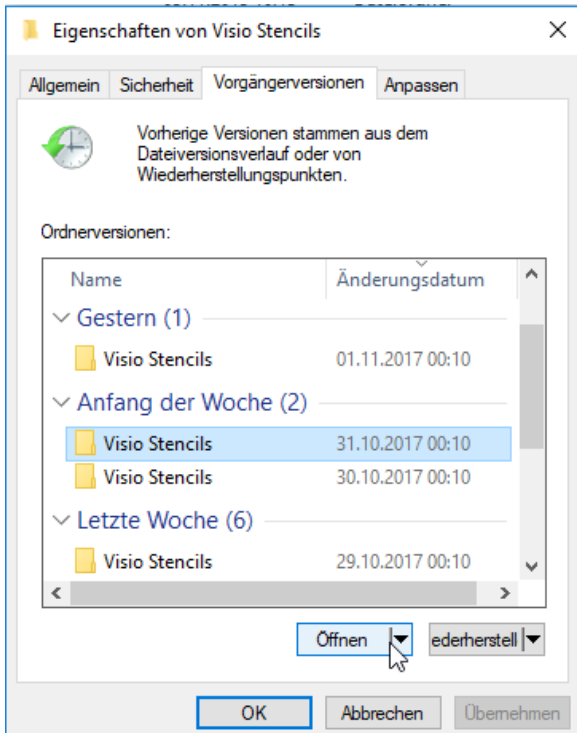 Eigenschaften von Visio Stencils
Allgemein Sicherheit Vorgängerversionen Anpassen
Vorherige Versionen stammen aus dem
Dateiversionsverlauf oder von
Wiederherstellungspunkten.
Ordnerversionen:
Name Änderungsdatum
Gestern (1)
Visio Stencils 01.11.2017 00:10
Anfang der Woche (2)
Visio Stencils 31.10.2017 00:10
Visio Stencils 30.10.2017 00:10
Letzte Woche (6)
Visio Stencils 29.10.2017 00:10
Öffnen ederherstell
OK Abbrechen Übernehmen